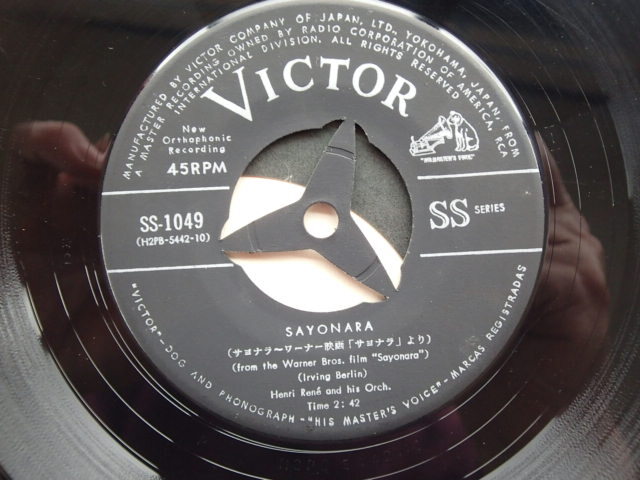 MANUFACTURED BY VICTOR COMPANY OF JAPAN, LTD., YOKOHAMA, JAPAN, FROM
A MASTER RECORDING OWNED BY RADIO CORPORATION OF AMERICA, RCA
INTERNATIONAL DIVISION. ALL RIGHTS RESERVED
VICTOR
New
Orthophonic
Recording
"HIS MASTER'S VOICE"
45RPM
SS-1049
(H2PB-5442-10)
SS SERIES
SAYONARA
(サヨナラ～ワーナー映画「サヨナラ」より)
(from the Warner Bros. film "Sayonara")
(Irving Berlin)
Henri René and his Orch.
Time 2:42
"VICTOR"-DOG AND PHONOGRAPH-"HIS MASTER'S VOICE"-MARCAS REGISTRADAS